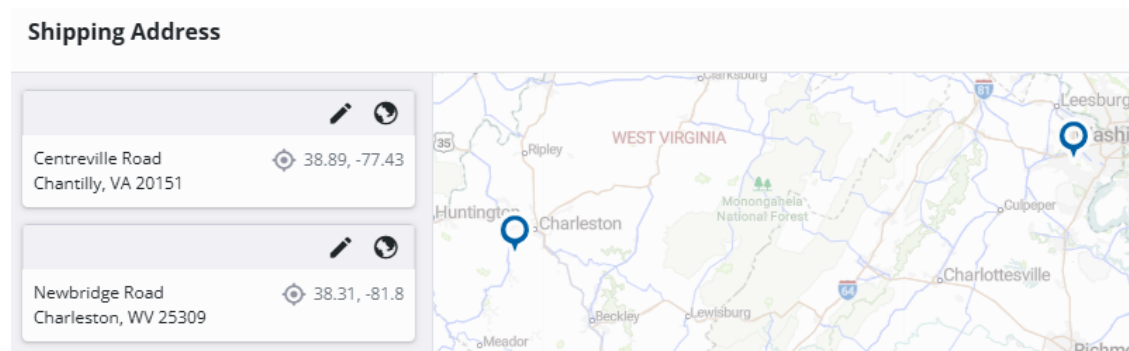 Shipping Address
Centreville Road
Chantilly, VA 20151
38.89, -77.43
Newbridge Road
Charleston, WV 25309
38.31, -81.8
Clarksburg
81
Leesburg
35
Ripley
WEST VIRGINIA
ashi
Monongahela
National Forest
Culpeper
Huntington
Charleston
Charlottesville
64
Beckley
Lewisburg
Meador
Richm